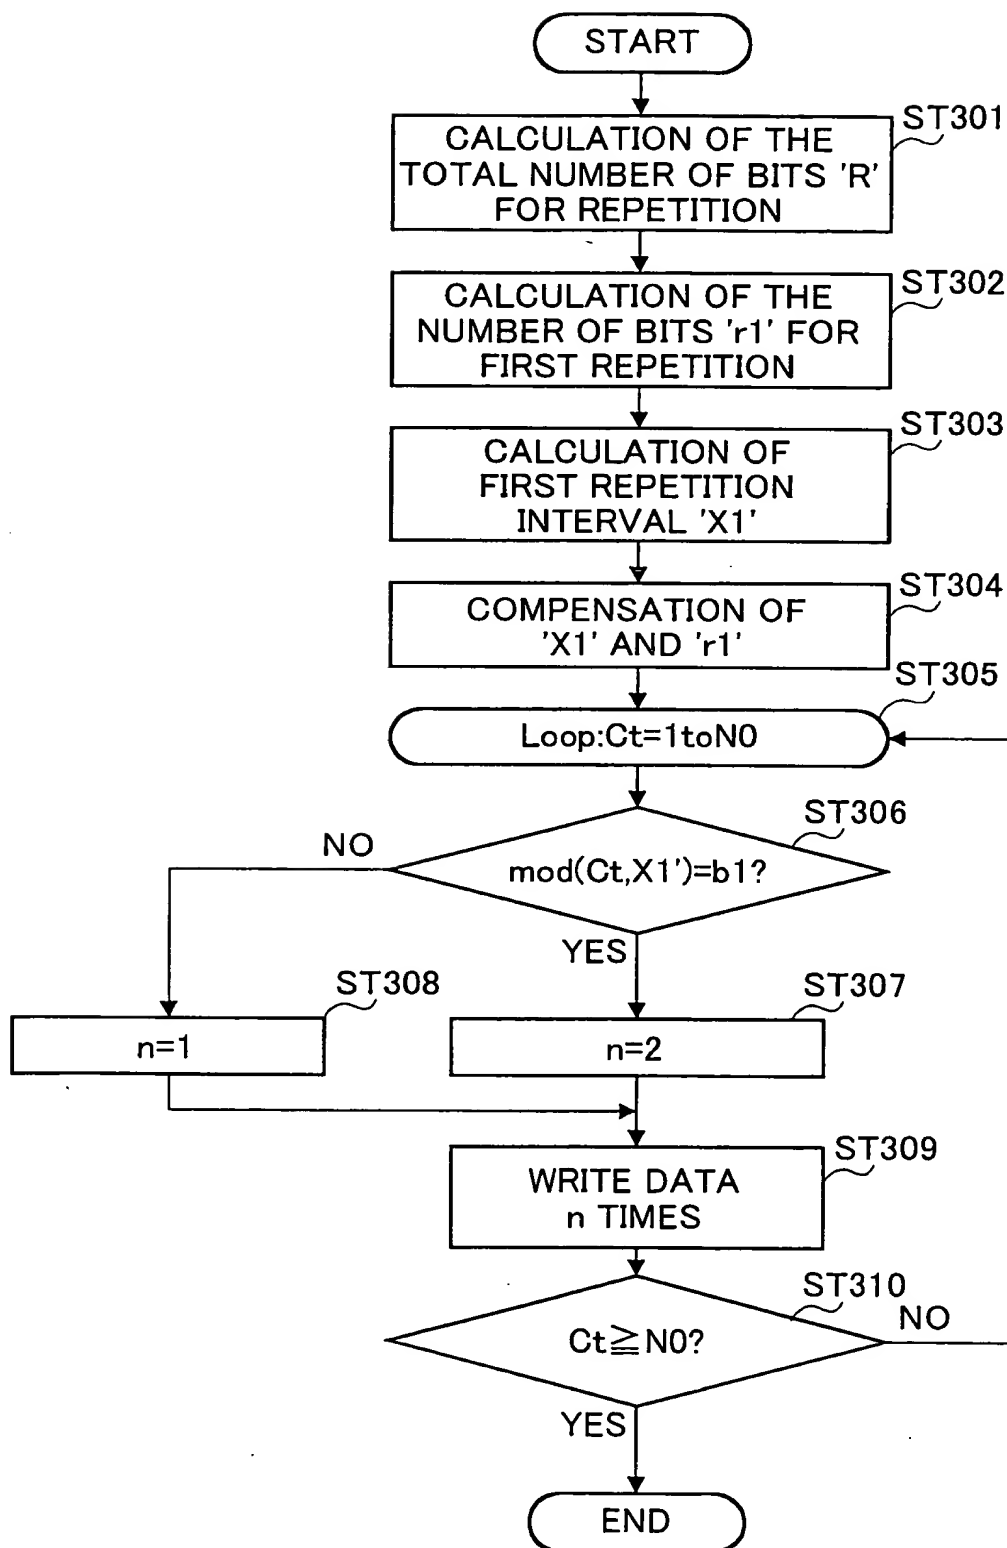 START
ST301
CALCULATION OF THE
TOTAL NUMBER OF BITS 'R'
FOR REPETITION
ST302
CALCULATION OF THE
NUMBER OF BITS 'r1' FOR
FIRST REPETITION
ST303
CALCULATION OF
FIRST REPETITION
INTERVAL 'X1'
ST304
COMPENSATION OF
'X1' AND 'r1'
ST305
Loop:Ct=1toN0
ST306
NO
mod(Ct,X1')=b1?
YES
ST308
ST307
n=1
n=2
ST309
WRITE DATA
n TIMES
ST310
NO
Ct≧N0?
YES
END